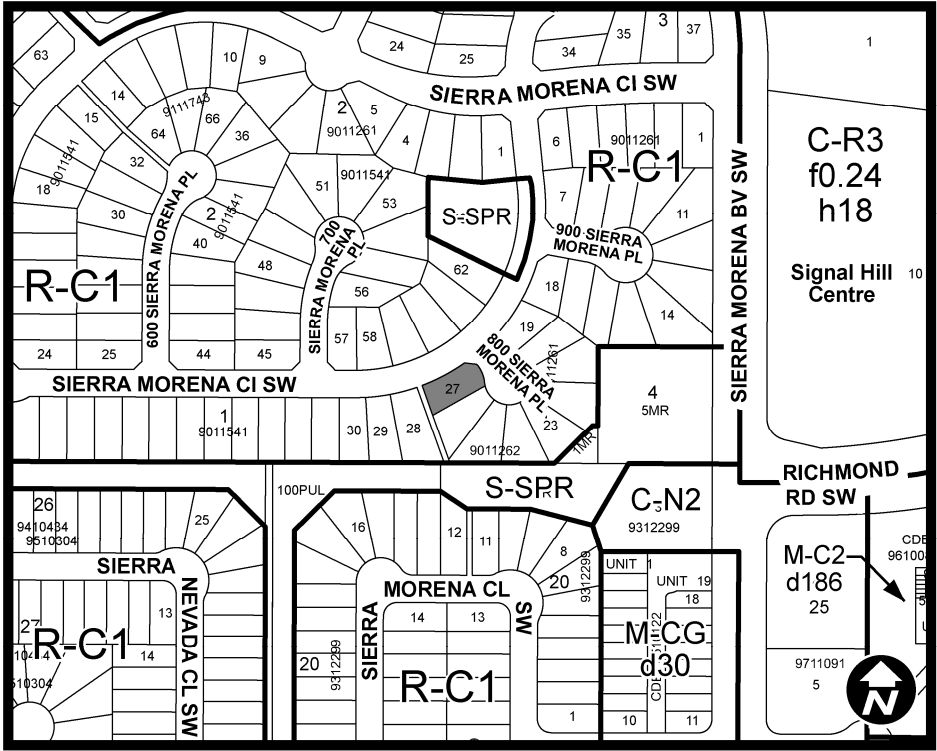 63
10
9
24
25
34
35
3
37
1
14
9111743
66
64
36
2
5
9011261
4
1
SIERRA MORENA CI SW
6
9011261
1
15
32
9011541
18
30
2
9011541
40
48
51
9011541
53
S-SPR
62
7
R-C1
11
900 SIERRA
MORENA PL
18
14
C-R3
f0.24
h18
Signal Hill
Centre
10
SIERRA MORENA BV SW
R-C1
600 SIERRA MORENA PL
700
SIERRA MORENA PL
56
57
58
24
25
44
45
19
11261
800 SIERRA
MORENA PL
SIERRA MORENA CI SW
27
4
5MR
1
9011541
30
29
28
23
9011262
1MR
RICHMOND
RD SW
S-SPR
C-N2
9312299
100PUL
26
9410434
9510304
25
16
12
11
8
20
9312299
SIERRA
NEVADA CL SW
13
27
R-C1
510304
14
SIERRA
MORENA CL
SW
14
13
20
9312299
R-C1
1
UNIT 1
UNIT 19
18
M-CG
d30
10
11
M-C2
d186
25
9711091
5
N